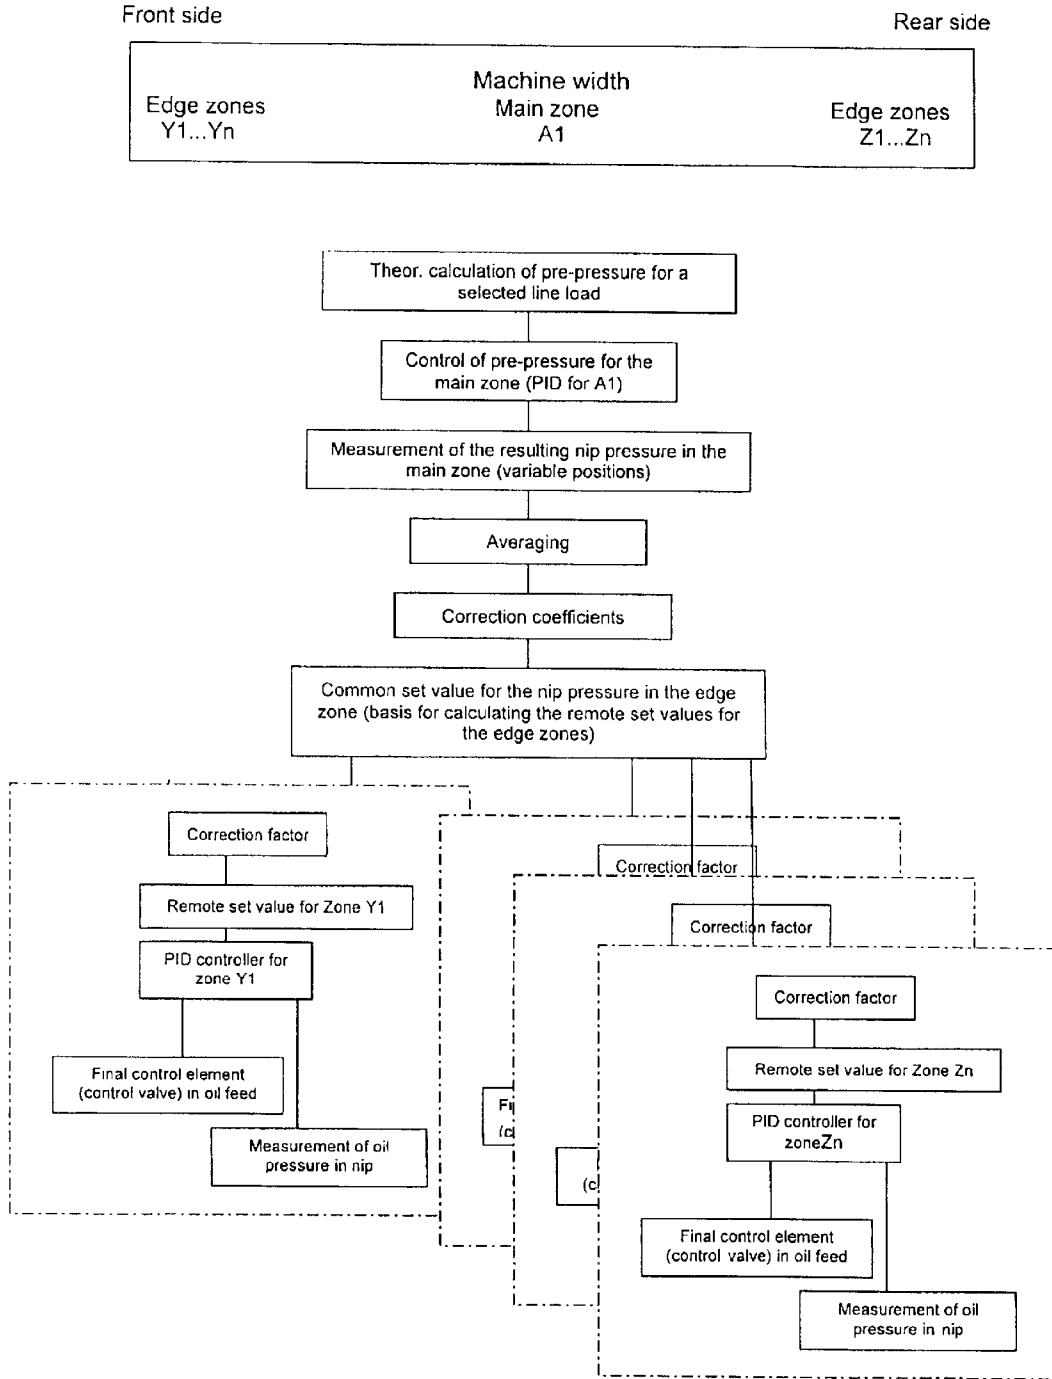 Front side
Rear side
Machine width
Main zone
A1
Edge zones
Y1...Yn
Edge zones
Z1...Zn
Theor. calculation of pre-pressure for a
selected line load
Control of pre-pressure for the
main zone (PID for A1)
Measurement of the resulting nip pressure in the
main zone (variable positions)
Averaging
Correction coefficients
Common set value for the nip pressure in the edge
zone (basis for calculating the remote set values for
the edge zones)
Correction factor
Remote set value for Zone Y1
PID controller for
zone Y1
Final control element
(control valve) in oil feed
Measurement of oil
pressure in nip
Correction factor
(c
Correction factor
(c
Correction factor
Remote set value for Zone Zn
PID controller for
zoneZn
Final control element
(control valve) in oil feed
Measurement of oil
pressure in nip